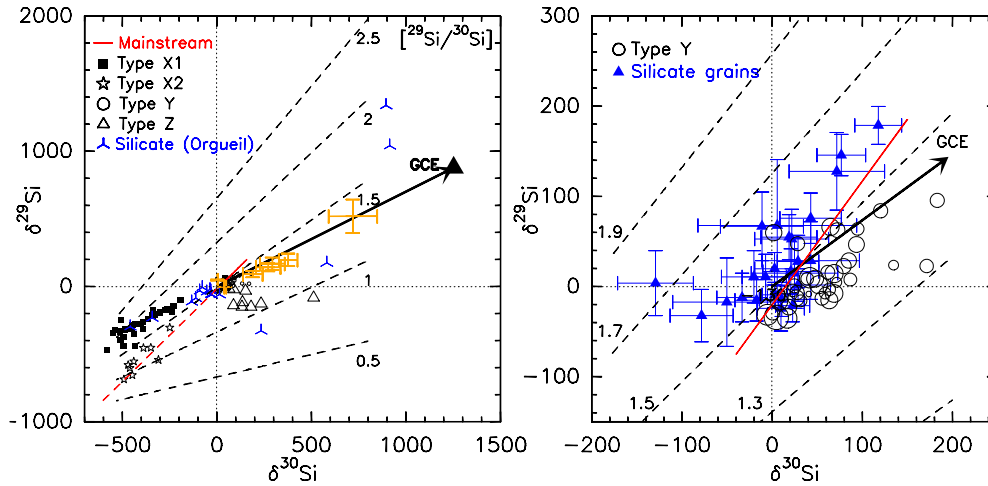 2000
1000
0
-1000
δ²⁹Si
Mainstream
Type X1
Type X2
Type Y
Type Z
Silicate (Orgueil)
[²⁹Si/³⁰Si]
2.5
2
1.5
1
0.5
GCE
-500 0 500 1000 1500
δ³⁰Si
300
200
100
0
-100
δ²⁹Si
Type Y
Silicate grains
GCE
1.9
1.7
1.5
1.3
1
-200 -100 0 100 200
δ³⁰Si